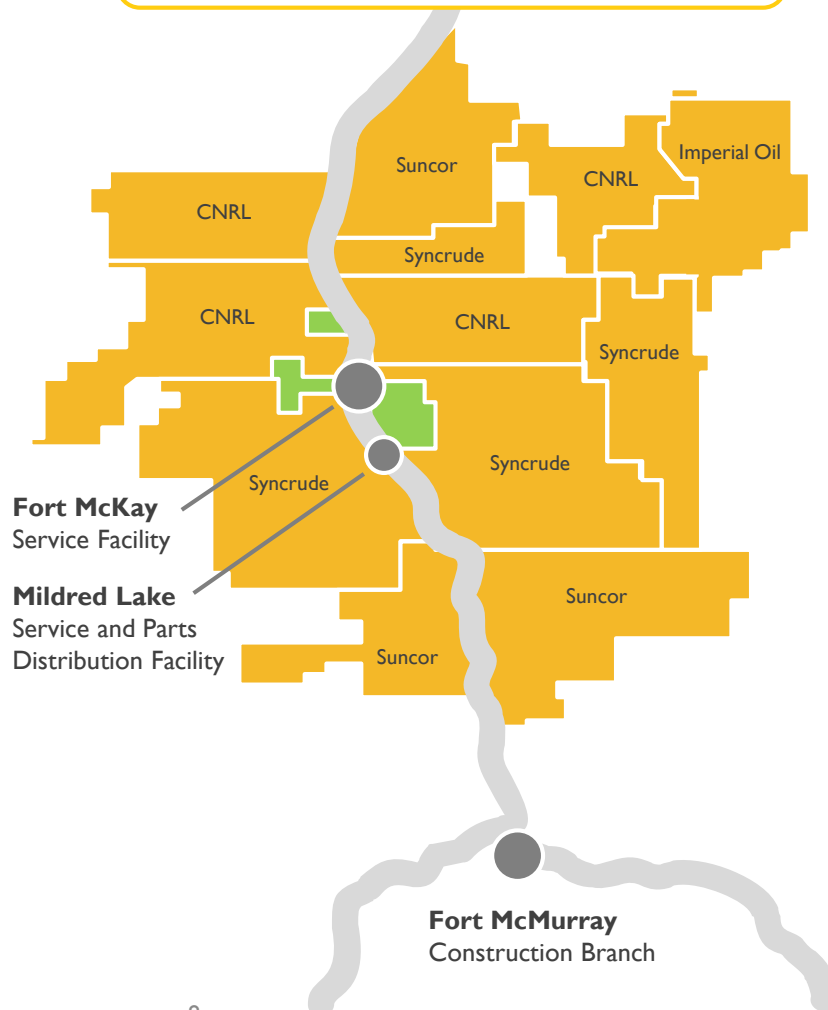 Suncor
Imperial Oil
CNRL
CNRL
Syncrude
CNRL
CNRL
Syncrude
Syncrude
Syncrude
Fort McKay
Service Facility
Mildred Lake
Service and Parts
Distribution Facility
Suncor
Suncor
Fort McMurray
Construction Branch